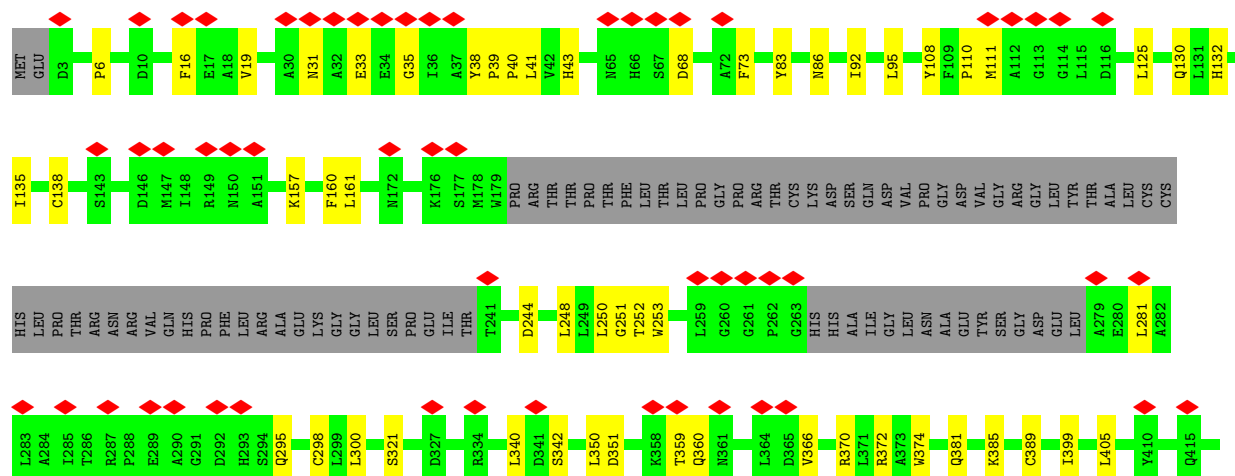 MET GLU D3 P6 D10 F16 E17 A18 V19 A30 N31 A32 E33 E34 G35 I36 A37 Y38 P39 P40 L41 V42 H43 N65 H66 S67 D68 A72 F73 Y83 N86 I92 L95 Y108 F109 P110 M111 A112 G113 G114 L115 D116 L125 Q130 L131 H132
I135 C138 S143 D146 M147 I148 R149 N150 A151 K157 F160 L161 N172 K176 S177 M178 W179 PRO ARG THR THR PRO THR PHE LEU THR LEU PRO GLY PRO ARG THR CYS LYS ASP SER GLN ASP VAL PRO GLY ASP VAL GLY ARG GLY LEU TYR THR ALA LEU CYS CYS
HIS LEU PRO THR ARG ASN ARG VAL GLN HIS PRO PHE LEU ARG ALA GLU LYS GLY GLY LEU SER PRO GLU ILE THR T241 D244 L248 L249 L250 G251 T252 W253 L259 G260 G261 P262 G263 HIS HIS ALA ILE GLY LEU ASN ALA GLU TYR SER GLY ASP GLU LEU A279 E280 L281 A282
L283 A284 I285 T286 R287 P288 E289 A290 G291 D292 H293 S294 Q295 C298 L299 L300 S321 D327 R334 L340 D341 S342 L350 D351 K358 T359 Q360 N361 L364 D365 V366 R370 L371 R372 A373 W374 Q381 K385 C389 I399 L405 Y410 Q415